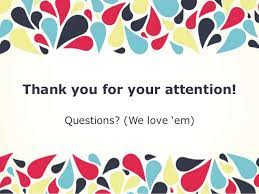 Thank you for your attention!
Questions? (We love ‘em)